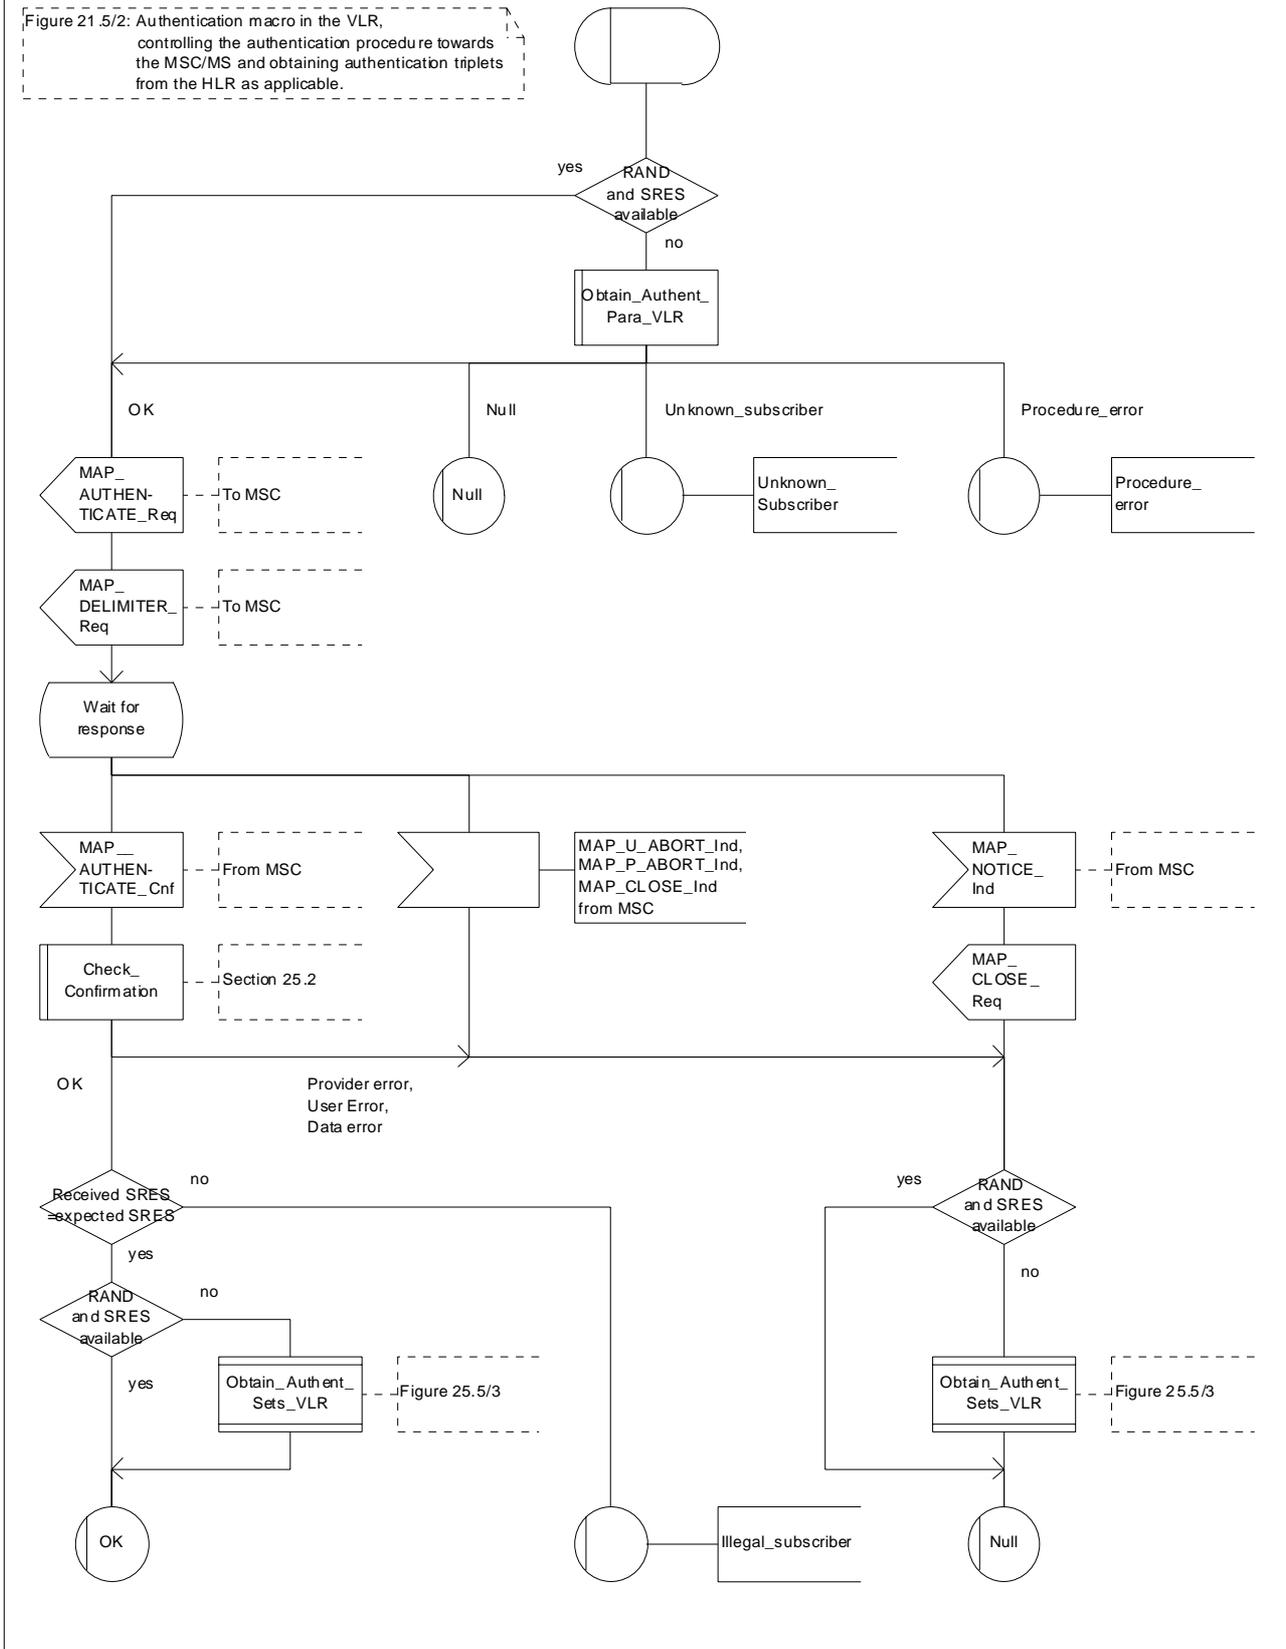 Figure 21.5/2: Authentication macro in the VLR,
controlling the authentication procedure towards
the MSC/MS and obtaining authentication triplets
from the HLR as applicable.
yes
RAND
and SRES
available
no
Obtain_Authent_
Para_VLR
OK
Null
Unknown_subscriber
Procedure_error
MAP_
AUTHEN-
TICATE_Req
To MSC
Null
Unknown_
Subscriber
Procedure_
error
MAP_
DELIMITER_
Req
To MSC
Wait for
response
MAP__
AUTHEN-
TICATE_Cnf
From MSC
MAP_U_ABORT_Ind,
MAP_P_ABORT_Ind,
MAP_CLOSE_Ind
from MSC
MAP_
NOTICE_
Ind
From MSC
Check_
Confirmation
Section 25.2
MAP_
CLOSE_
Req
OK
Provider error,
User Error,
Data error
Received SRES
=expected SRES
no
yes
yes
RAND
and SRES
available
no
RAND
and SRES
available
no
yes
Obtain_Authent_
Sets_VLR
Figure 25.5/3
Obtain_Authent_
Sets_VLR
Figure 25.5/3
OK
Illegal_subscriber
Null